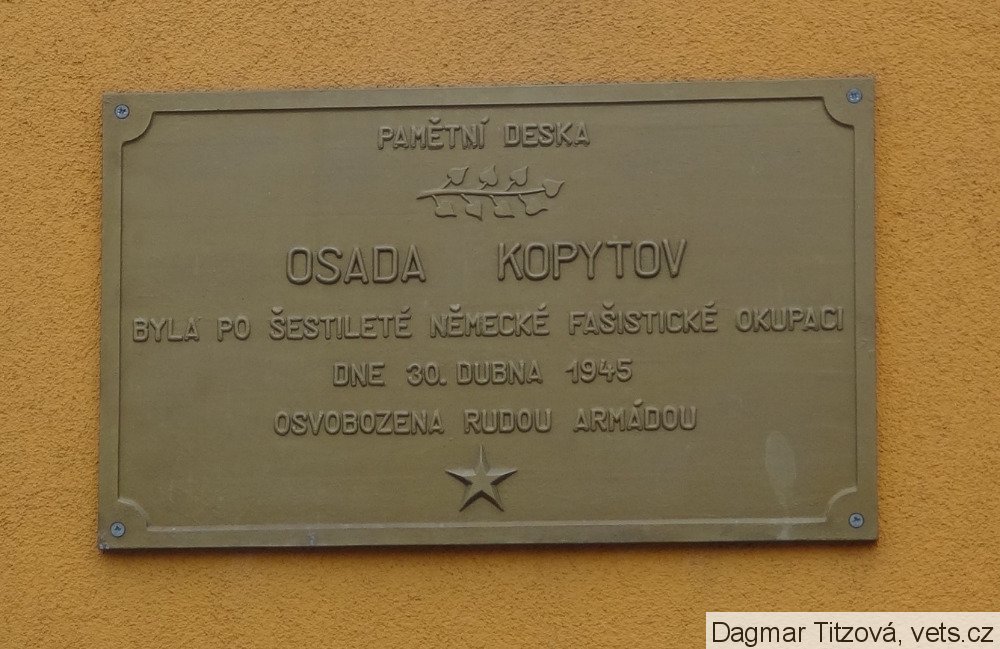 PAMĚTNÍ DESKA
OSADA KOPYTOV
BYLA PO ŠESTILETÉ NĚMECKÉ FAŠISTICKÉ OKUPACI
DNE 30. DUBNA 1945
OSVOBOZENA RUDOU ARMÁDOU
Dagmar Titzová, vets.cz